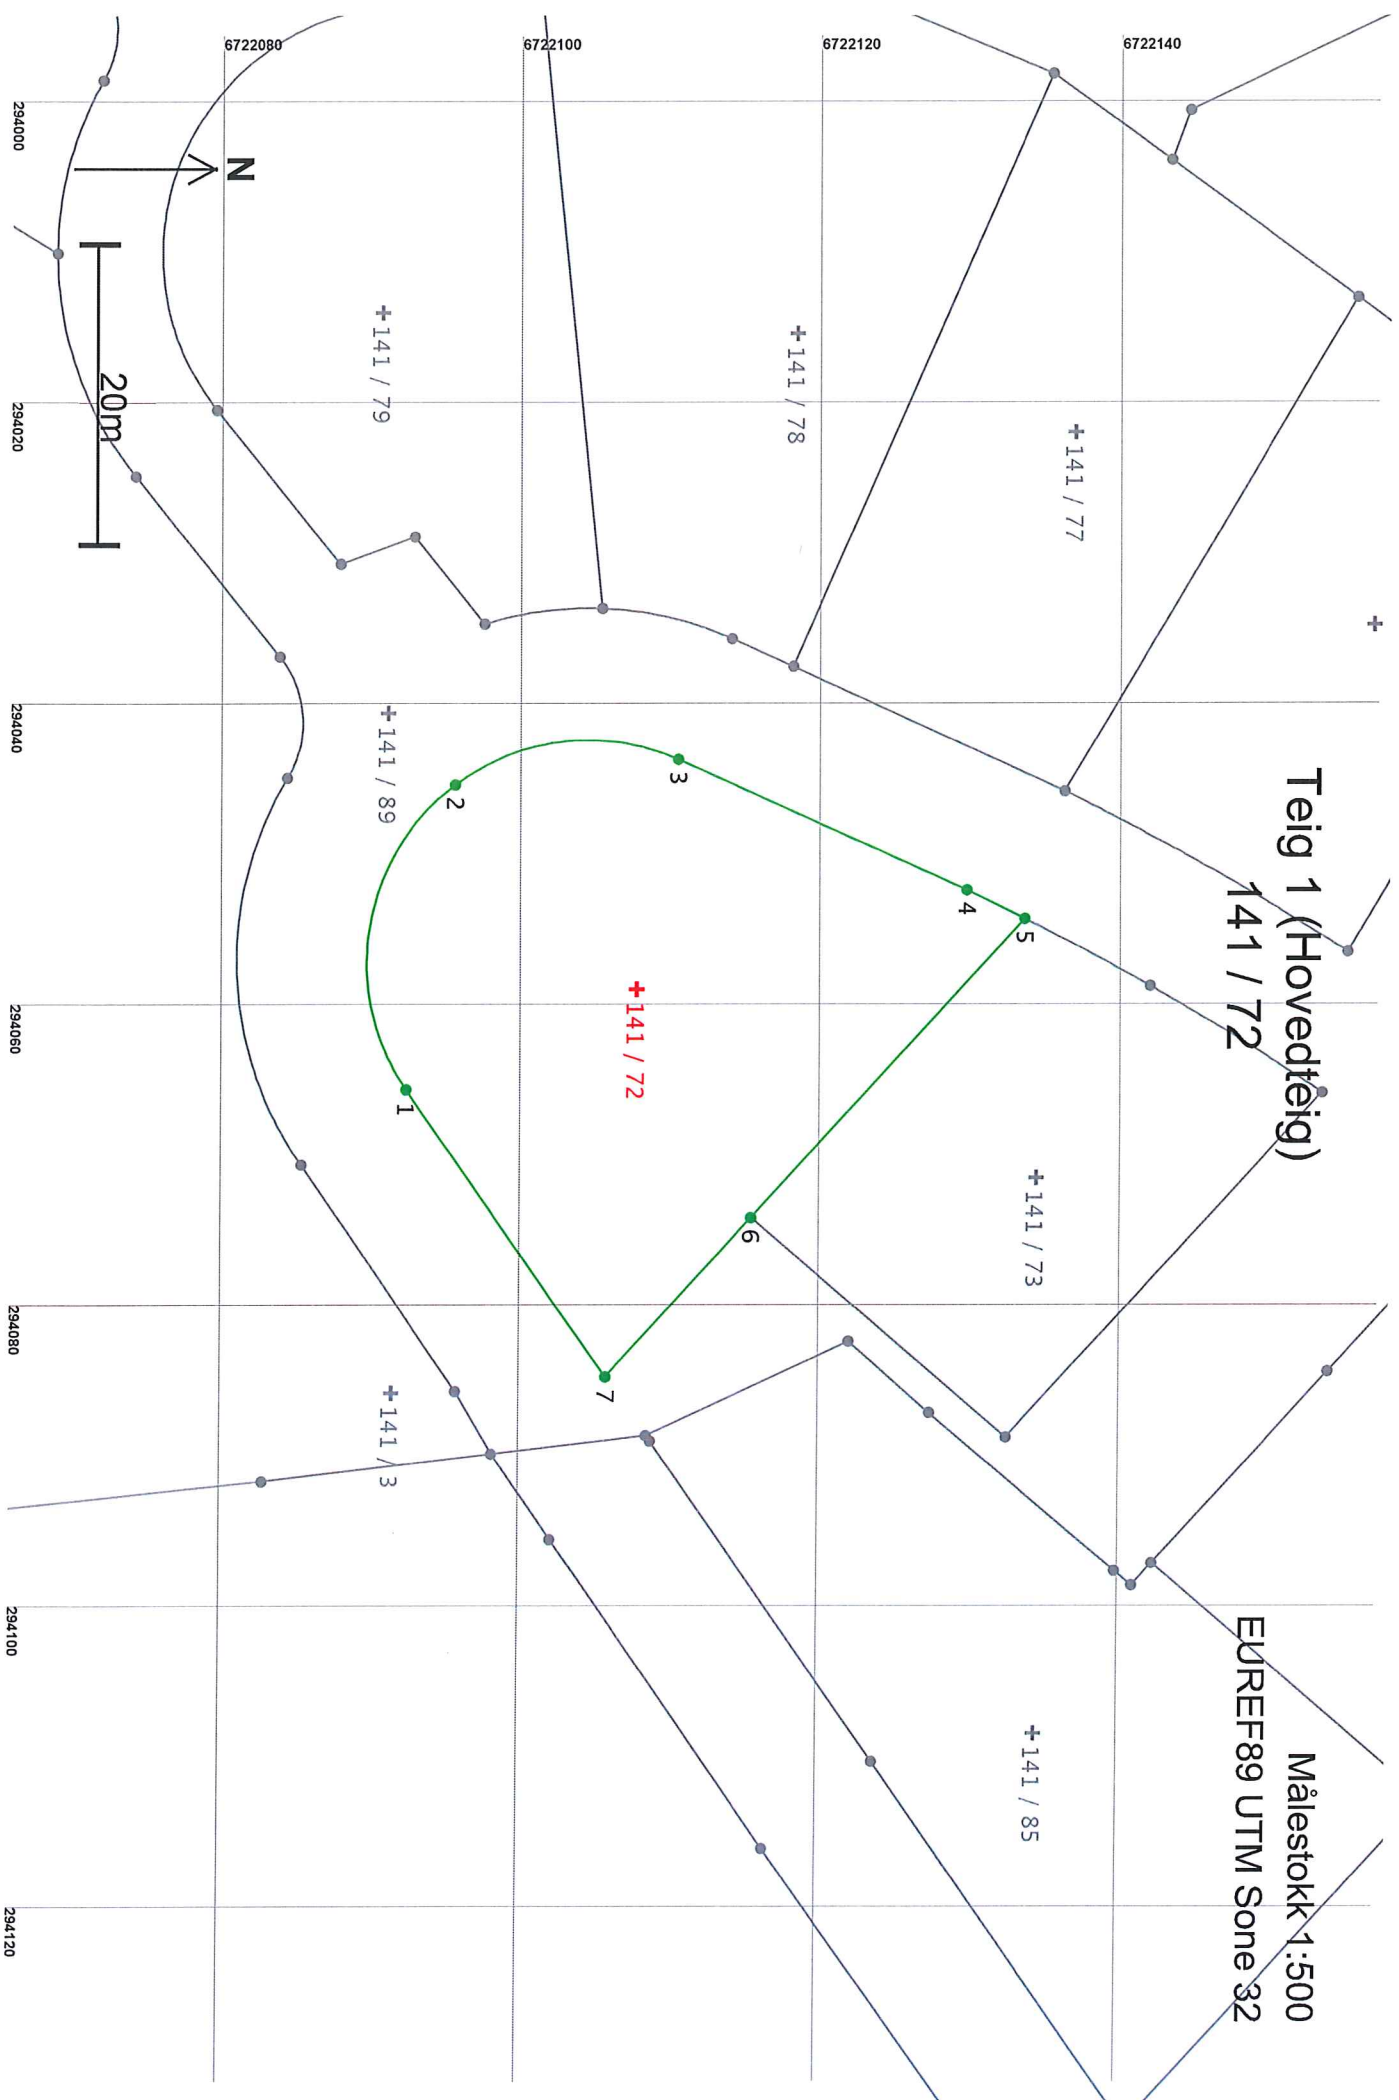 Teig 1 (Hovedteig)
141 / 72
Målestokk 1:500
EUREF89 UTM Sone 32
6722140
6722120
6722100
6722080
+141 / 77
+141 / 78
+141 / 79
+141 / 73
+141 / 85
+141 / 72
+141 / 89
+141 / 3
1
2
3
4
5
6
7
N
20m
294000
294020
294040
294060
294080
294100
294120